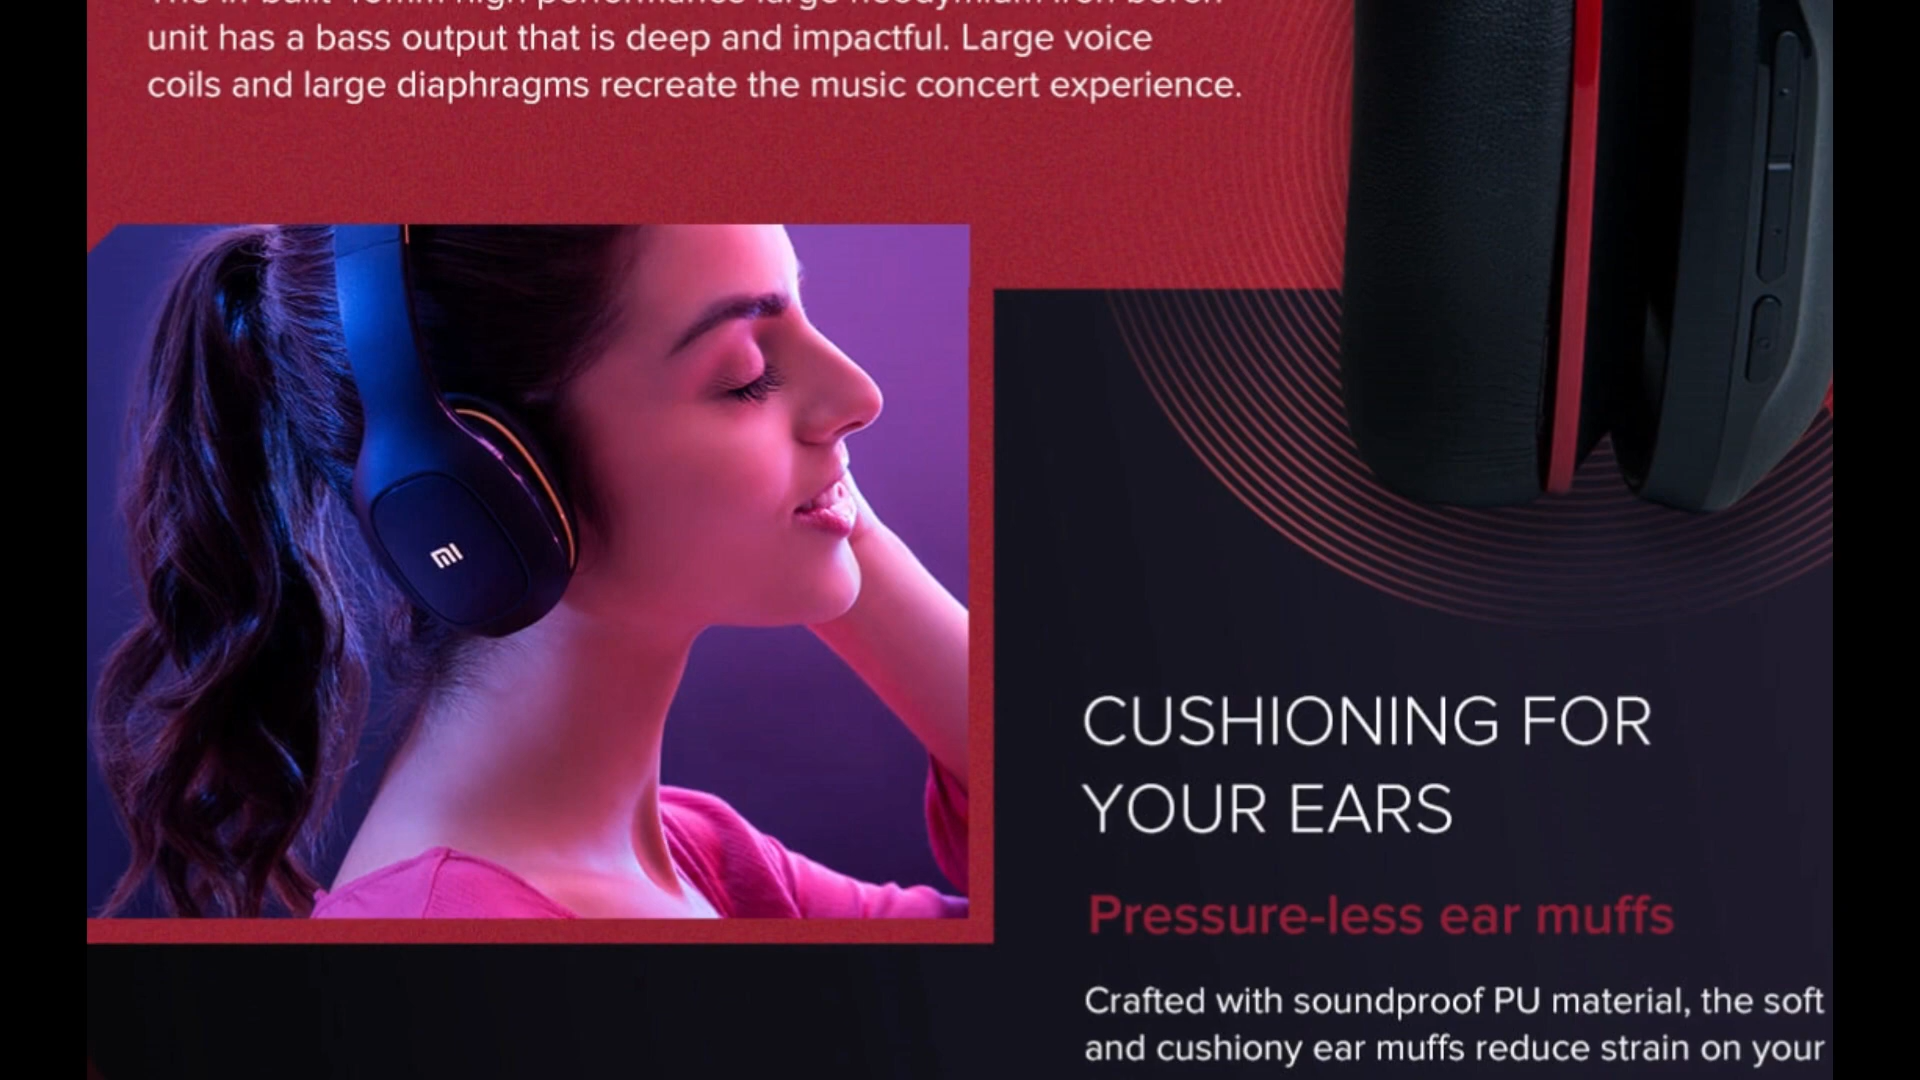 unit has a bass output that is deep and impactful. Large voice
coils and large diaphragms recreate the music concert experience.
mi
CUSHIONING FOR
YOUR EARS
Pressure-less ear muffs
Crafted with soundproof PU material, the soft
and cushiony ear muffs reduce strain on your